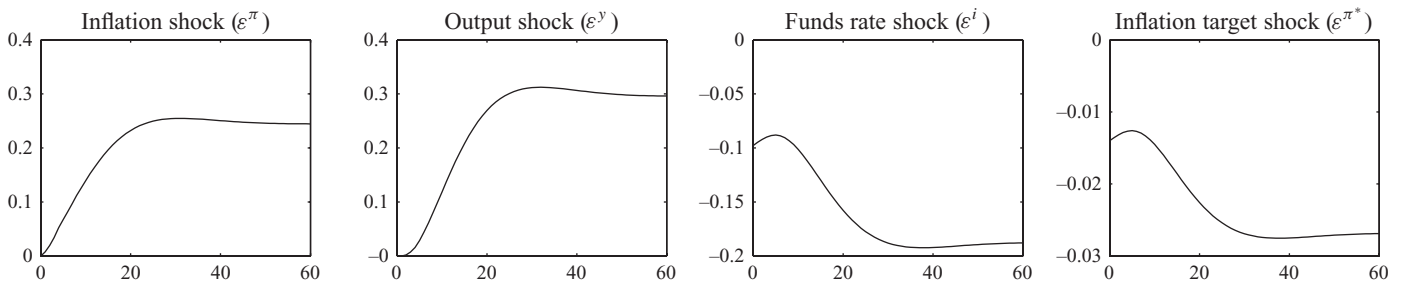 Inflation shock (ε^π)
0.4
0.3
0.2
0.1
0
0 20 40 60
Output shock (ε^y)
0.4
0.3
0.2
0.1
–0
0 20 40 60
Funds rate shock (ε^i)
0
–0.05
–0.1
–0.15
–0.2
0 20 40 60
Inflation target shock (ε^π*)
0
–0.01
–0.02
–0.03
0 20 40 60